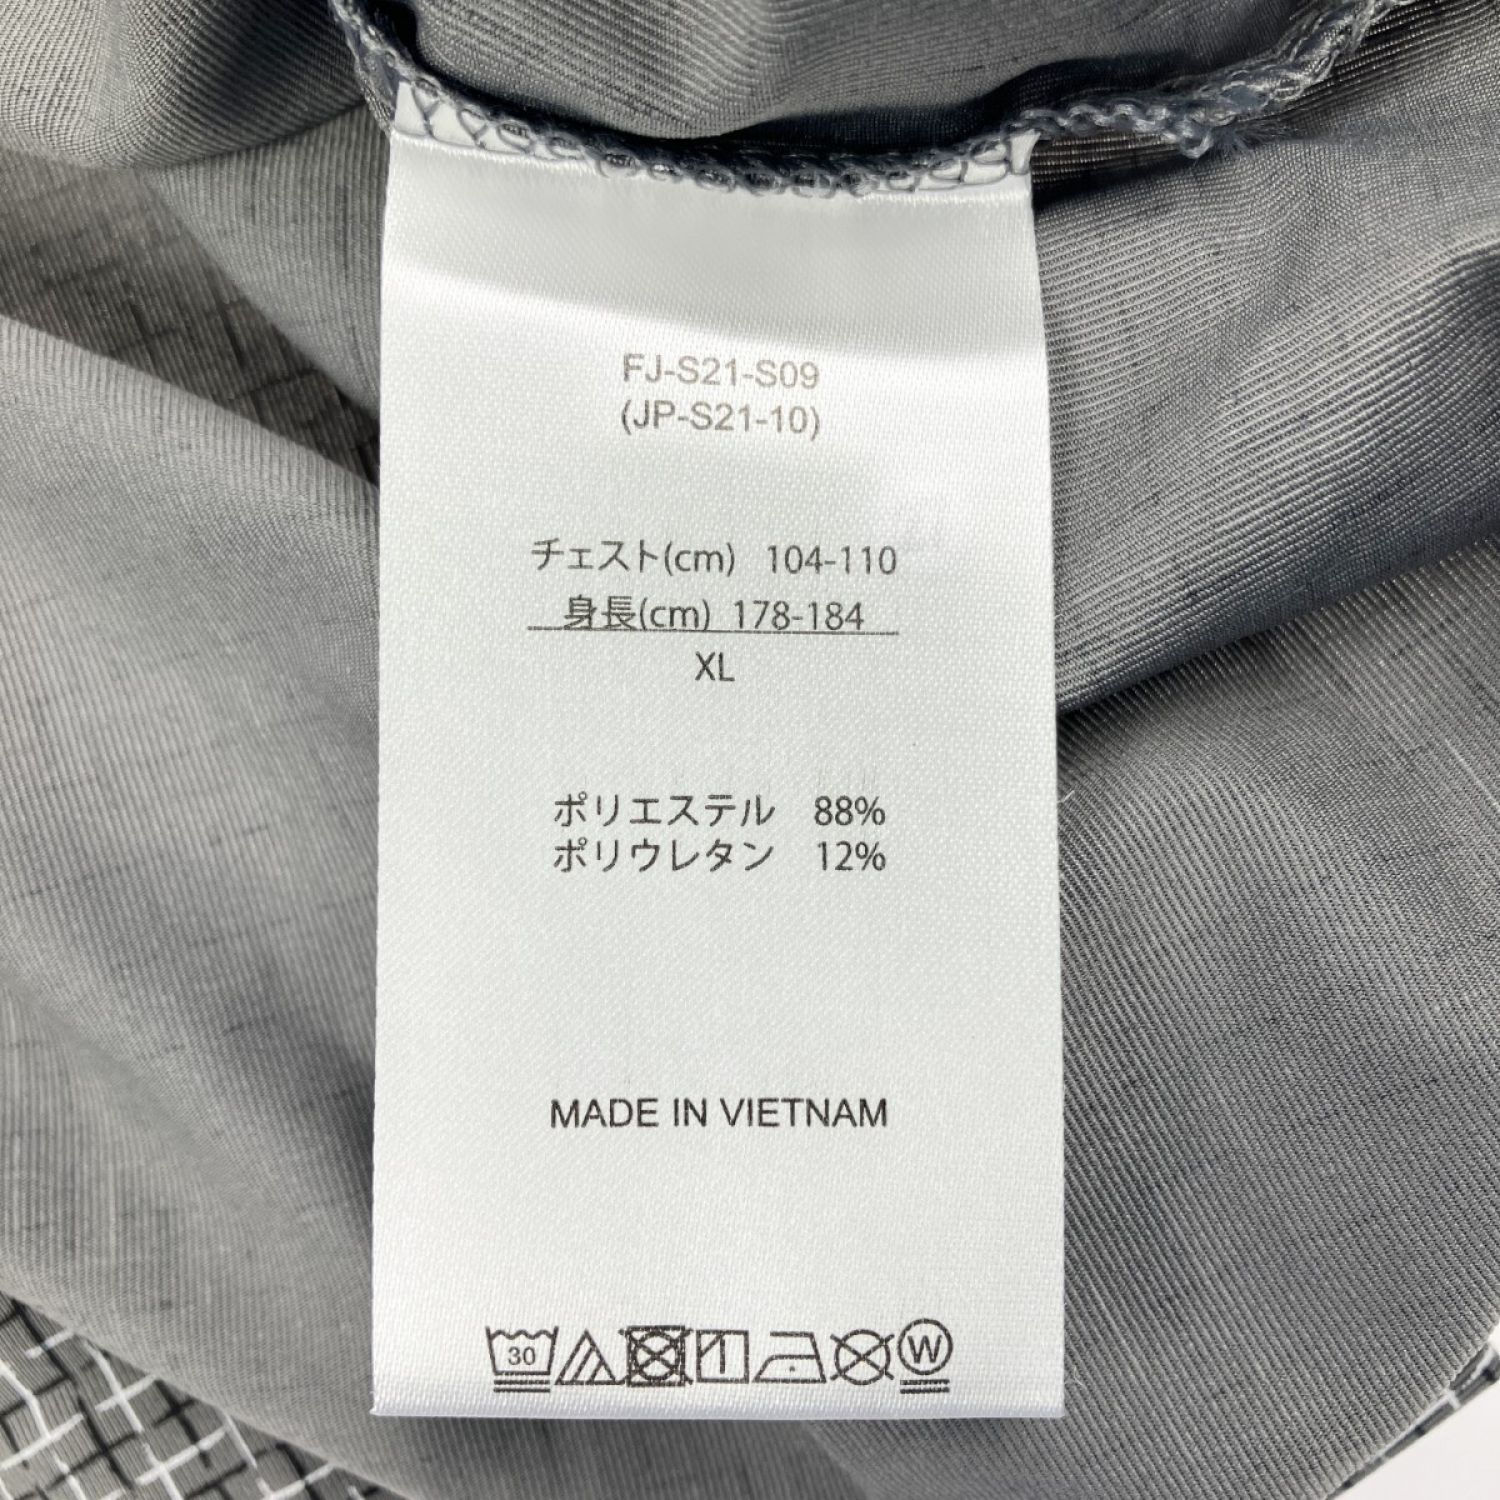 FJ-S21-S09
(JP-S21-10)
チェスト(cm) 104-110
身長(cm) 178-184
XL
ポリエステル 88%
ポリウレタン 12%
MADE IN VIETNAM
30 W